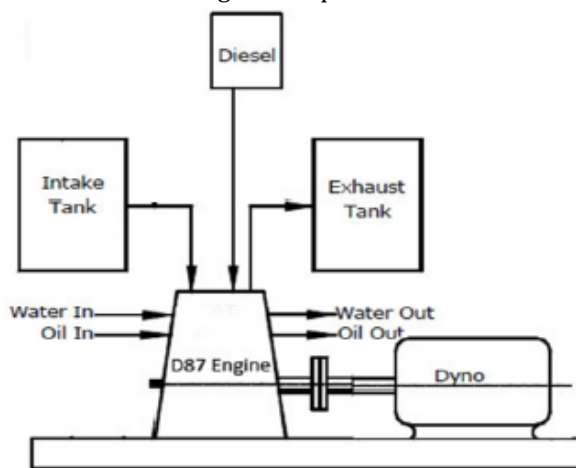 Diesel
Intake
Tank
Exhaust
Tank
Water In
Water Out
Oil In
Oil Out
D87 Engine
Dyno